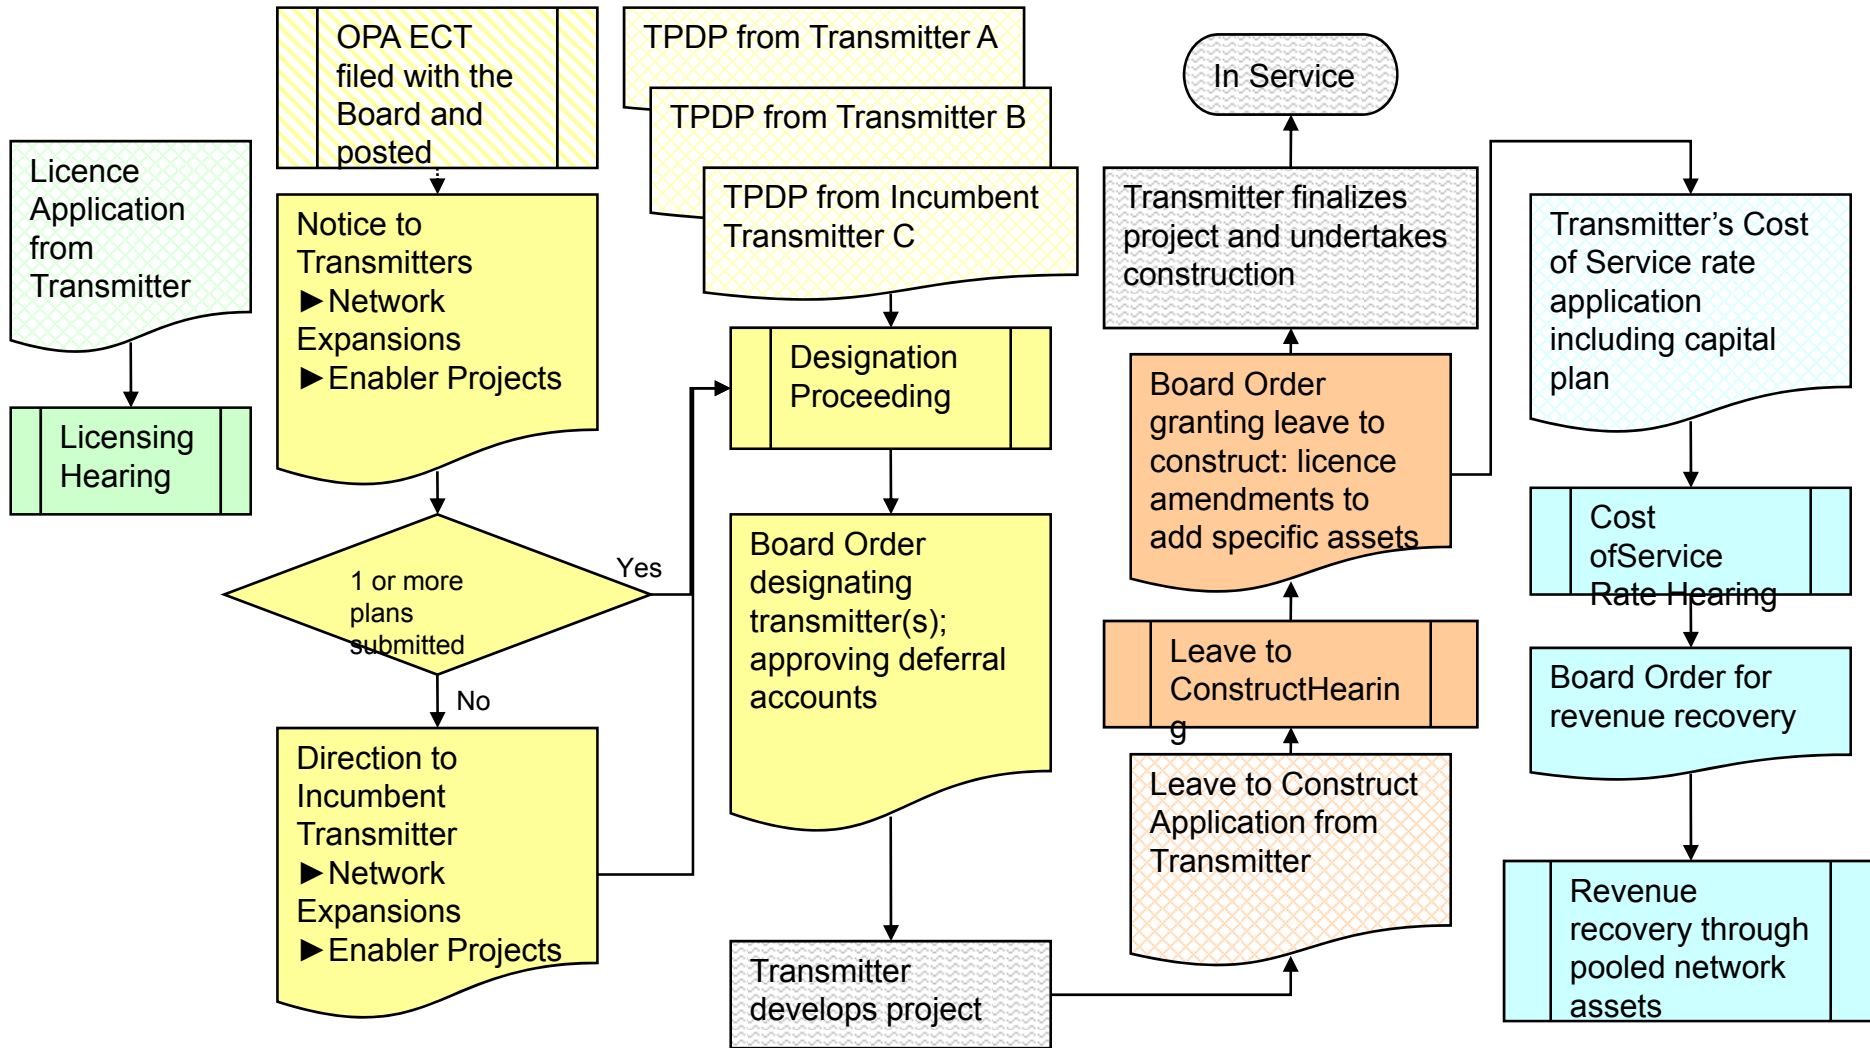 Licence
Application
from
Transmitter
Licensing
Hearing
OPA ECT
filed with the
Board and
posted
Notice to
Transmitters
►Network
Expansions
►Enabler Projects
1 or more
plans
submitted
Yes
No
Direction to
Incumbent
Transmitter
►Network
Expansions
►Enabler Projects
TPDP from Transmitter A
TPDP from Transmitter B
TPDP from Incumbent
Transmitter C
Designation
Proceeding
Board Order
designating
transmitter(s);
approving deferral
accounts
Transmitter
develops project
In Service
Transmitter finalizes
project and undertakes
construction
Board Order
granting leave to
construct: licence
amendments to
add specific assets
Leave to
ConstructHearin
g
Leave to Construct
Application from
Transmitter
Transmitter’s Cost
of Service rate
application
including capital
plan
Cost
ofService
Rate Hearing
Board Order for
revenue recovery
Revenue
recovery through
pooled network
assets